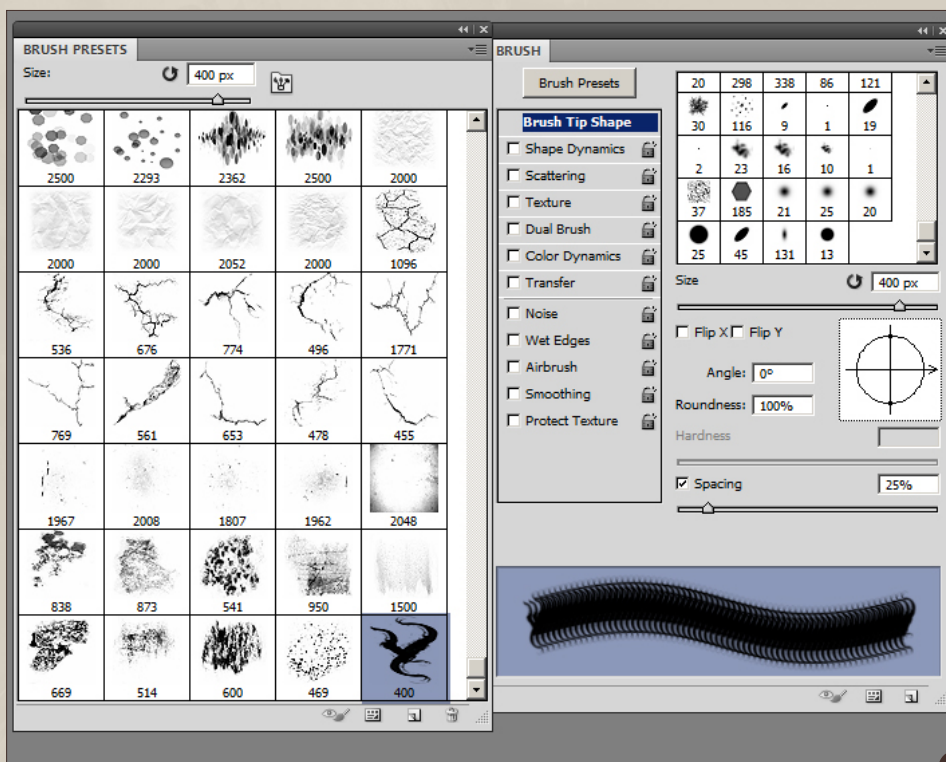 BRUSH PRESETS
Size: 400 px
2500 2293 2362 2500 2000
2000 2000 2052 2000 1096
536 676 774 496 1771
769 561 653 478 455
1967 2008 1807 1962 2048
838 873 541 950 1500
669 514 600 469 400
BRUSH
Brush Presets
Brush Tip Shape
Shape Dynamics
Scattering
Texture
Dual Brush
Color Dynamics
Transfer
Noise
Wet Edges
Airbrush
Smoothing
Protect Texture
20 298 338 86 121
30 116 9 1 19
2 23 16 10 1
37 185 21 25 20
25 45 131 13
Size 400 px
Flip X Flip Y
Angle: 0°
Roundness: 100%
Hardness
Spacing 25%